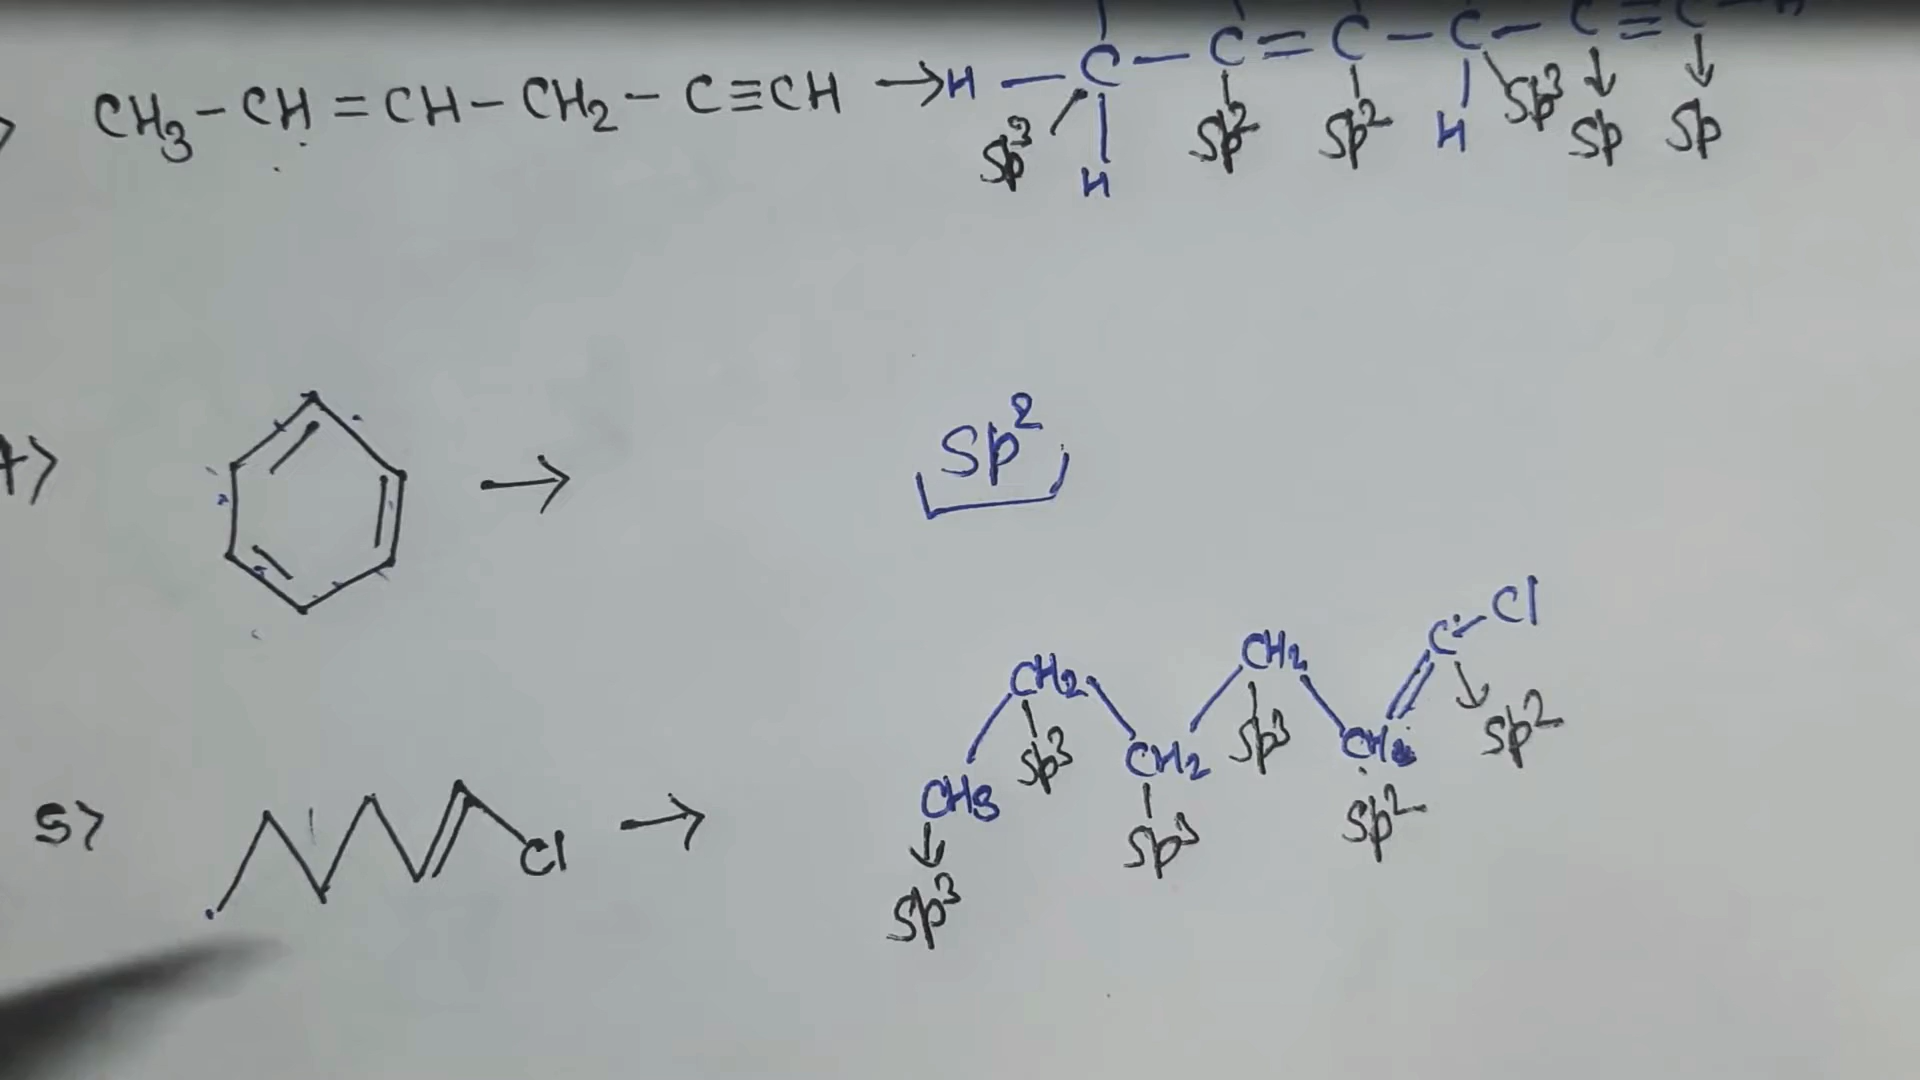 CH3-CH=CH-CH2-C≡CH → H-C-C=C-C-C≡C-H
sp3 sp2 sp2 sp3 sp sp
H H
→ sp2
5> Cl →
CH3 CH2 CH2 CH2 CH C-Cl
sp3 sp3 sp3 sp3 sp2 sp2